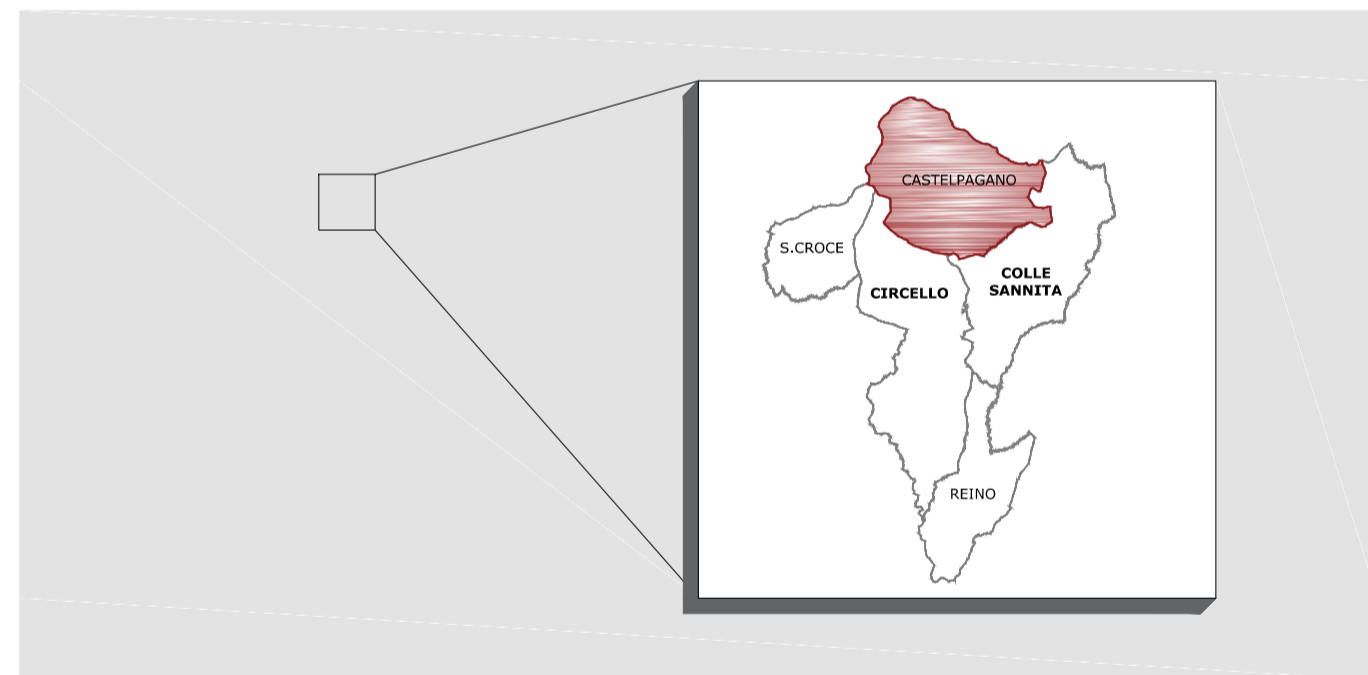 CASTELPAGANO
S.CROCE
CIRCELLO
COLLE
SANNITA
REINO